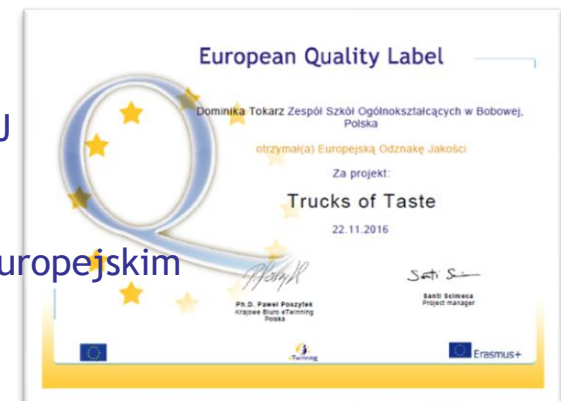 J
uropejskim
European Quality Label
Dominika Tokarz Zespół Szkół Ogólnokształcących w Bobowej,
Polska
otrzymał(a) Europejską Odznakę Jakości
Za projekt:
Trucks of Taste
22.11.2016
Ph.D. Paweł Poszytek
Krajowe Biuro eTwinning
Polska
Santi Scimeca
Project manager
eTwinning
Erasmus+